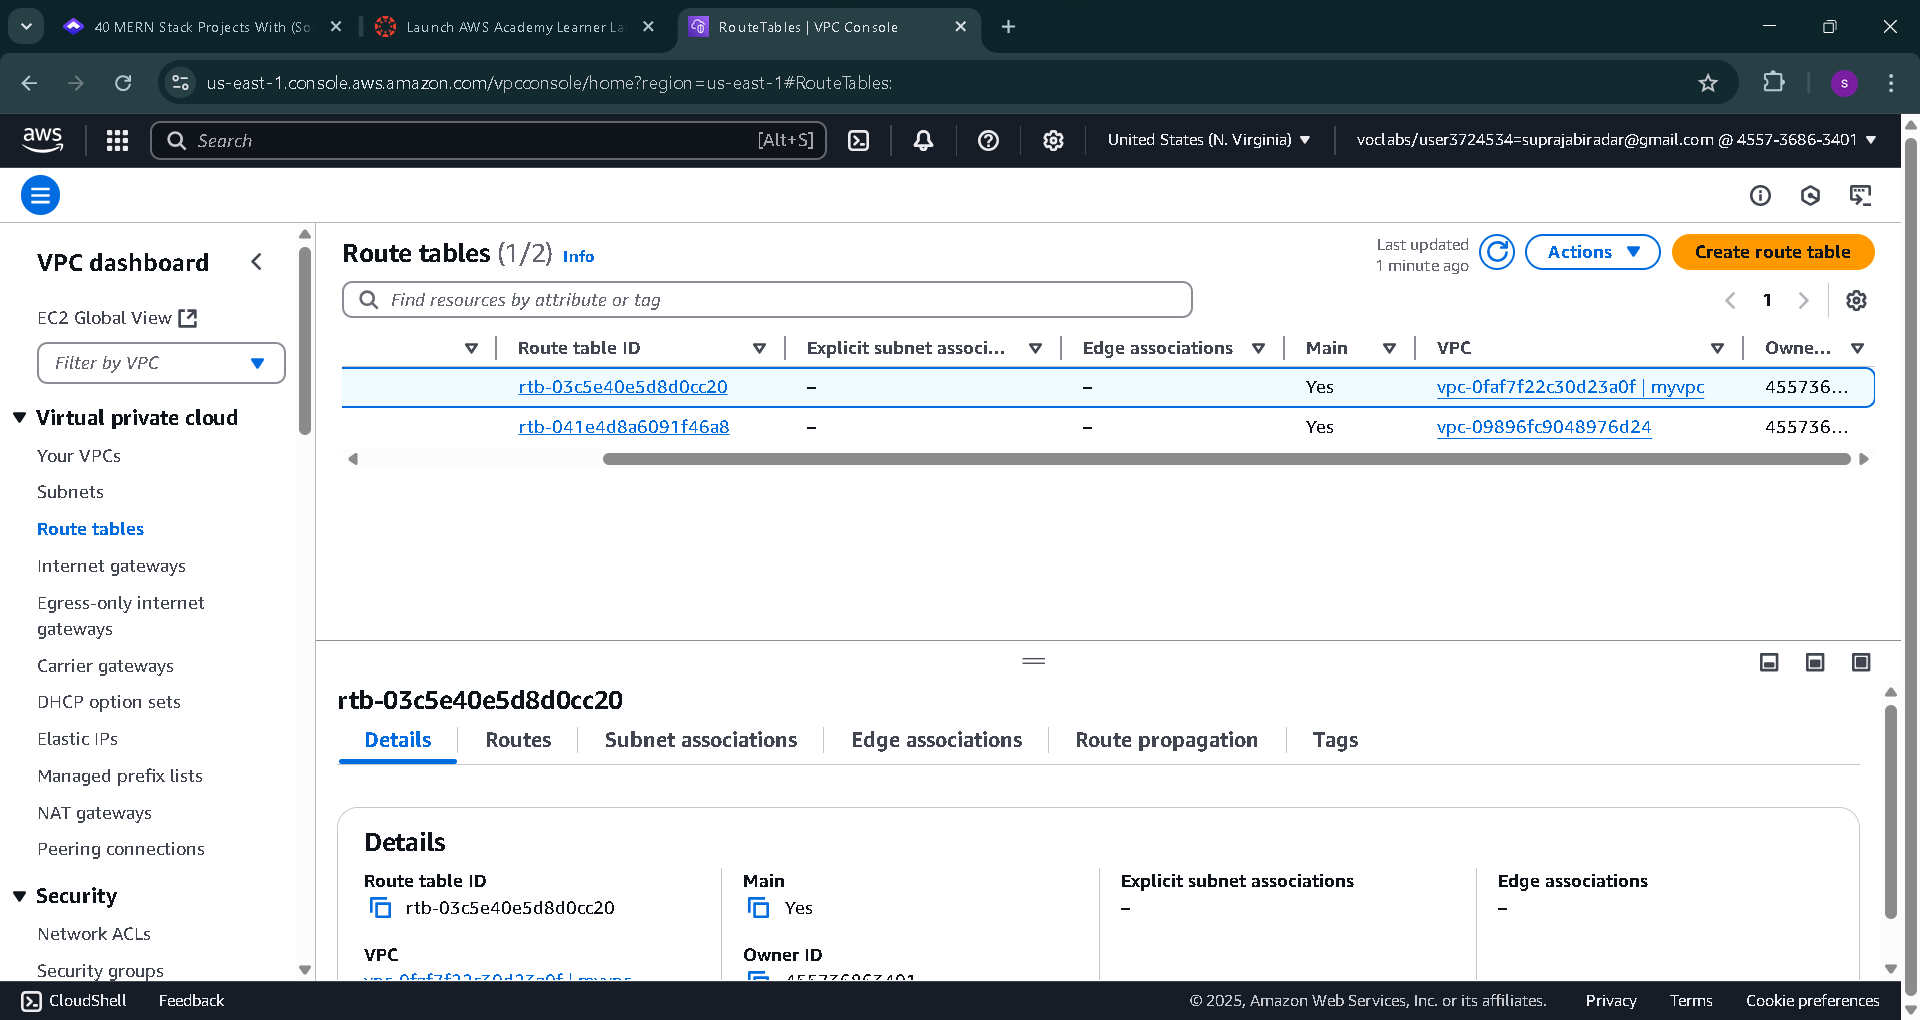 40 MERN Stack Projects With (So
Launch AWS Academy Learner La
RouteTables | VPC Console
us-east-1.console.aws.amazon.com/vpcconsole/home?region=us-east-1#RouteTables:
s
aws
Search
[Alt+S]
United States (N. Virginia)
voclabs/user3724534=suprajabiradar@gmail.com @ 4557-3686-3401
VPC dashboard
EC2 Global View
Filter by VPC
Virtual private cloud
Your VPCs
Subnets
Route tables
Internet gateways
Egress-only internet
gateways
Carrier gateways
DHCP option sets
Elastic IPs
Managed prefix lists
NAT gateways
Peering connections
Security
Network ACLs
Security groups
Route tables (1/2) Info
Last updated
1 minute ago
Actions
Create route table
Find resources by attribute or tag
1
Route table ID Explicit subnet associ... Edge associations Main VPC Owne...
rtb-03c5e40e5d8d0cc20 – – Yes vpc-0faf7f22c30d23a0f | myvpc 455736...
rtb-041e4d8a6091f46a8 – – Yes vpc-09896fc9048976d24 455736...
rtb-03c5e40e5d8d0cc20
Details Routes Subnet associations Edge associations Route propagation Tags
Details
Route table ID
rtb-03c5e40e5d8d0cc20
Main
Yes
Explicit subnet associations
–
Edge associations
–
VPC
vpc-0faf7f22c30d23a0f | myvpc
Owner ID
455736863401
CloudShell Feedback
© 2025, Amazon Web Services, Inc. or its affiliates. Privacy Terms Cookie preferences